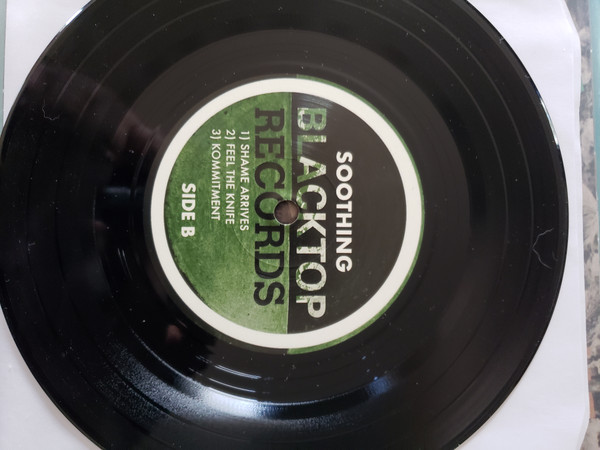 SOOTHING
BLACKTOP
RECORDS
1) SHAME ARRIVES
2) FEEL THE KNIFE
3) KOMMITMENT
SIDE B